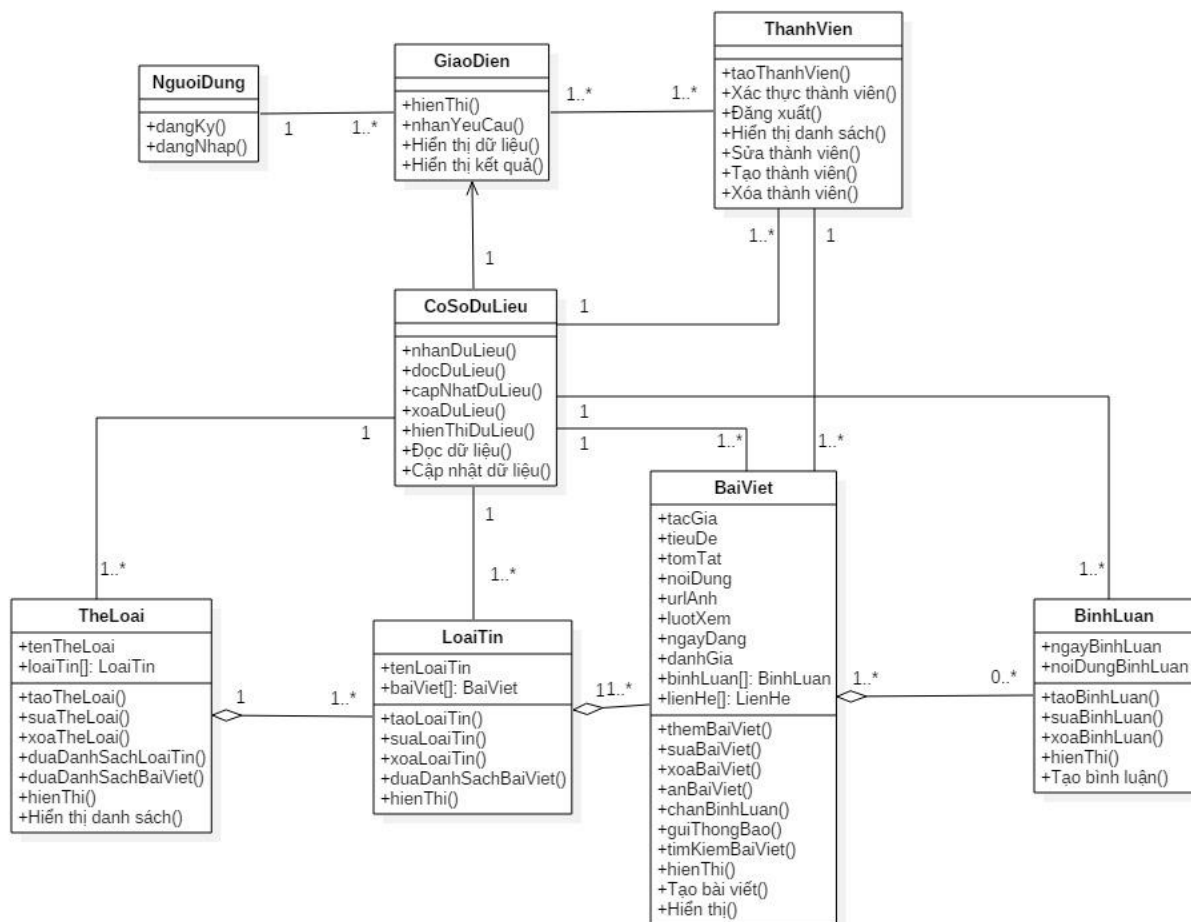 NguoiDung
+dangKy()
+dangNhap()
1
1..*
GiaoDien
+hienThi()
+nhanYeuCau()
+Hiển thị dữ liệu()
+Hiển thị kết quả()
1..*
1..*
ThanhVien
+taoThanhVien()
+Xác thực thành viên()
+Đăng xuất()
+Hiển thị danh sách()
+Sửa thành viên()
+Tạo thành viên()
+Xóa thành viên()
1..*
1
1
CoSoDuLieu
+nhanDuLieu()
+docDuLieu()
+capNhatDuLieu()
+xoaDuLieu()
+hienThiDuLieu()
+Đọc dữ liệu()
+Cập nhật dữ liệu()
1
1
1
1
1
1..*
1..*
1..*
1..*
1..*
TheLoai
+tenTheLoai
+loaiTin[]: LoaiTin
+taoTheLoai()
+suaTheLoai()
+xoaTheLoai()
+duaDanhSachLoaiTin()
+duaDanhSachBaiViet()
+hienThi()
+Hiển thị danh sách()
1
1..*
LoaiTin
+tenLoaiTin
+baiViet[]: BaiViet
+taoLoaiTin()
+suaLoaiTin()
+xoaLoaiTin()
+duaDanhSachBaiViet()
+hienThi()
1
1..*
BaiViet
+tacGia
+tieuDe
+tomTat
+noiDung
+urlAnh
+luotXem
+ngayDang
+danhGia
+binhLuan[]: BinhLuan
+lienHe[]: LienHe
+themBaiViet()
+suaBaiViet()
+xoaBaiViet()
+anBaiViet()
+chanBinhLuan()
+guiThongBao()
+timKiemBaiViet()
+hienThi()
+Tạo bài viết()
+Hiển thị()
1..*
0..*
BinhLuan
+ngayBinhLuan
+noiDungBinhLuan
+taoBinhLuan()
+suaBinhLuan()
+xoaBinhLuan()
+hienThi()
+Tạo bình luận()